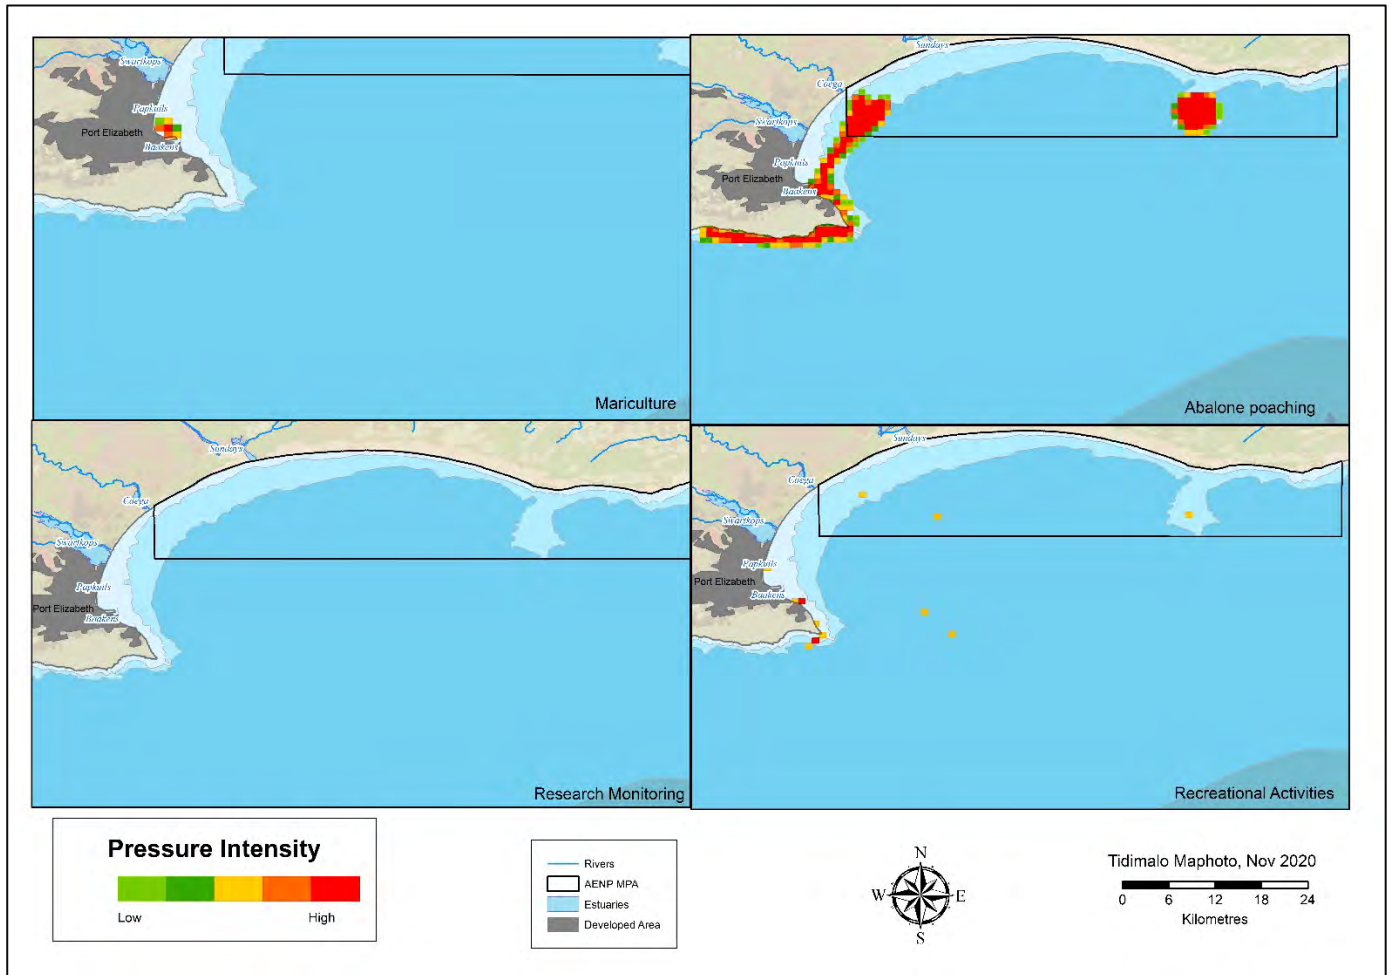 Swartkops
Papkuils
Port Elizabeth
Baakens
Mariculture
Sundays
Coega
Swartkops
Papkuils
Port Elizabeth
Baakens
Abalone poaching
Sundays
Coega
Swartkops
Papkuils
Port Elizabeth
Baakens
Research Monitoring
Sundays
Coega
Swartkops
Papkuils
Port Elizabeth
Baakens
Recreational Activities
Pressure Intensity
Low High
Rivers
AENP MPA
Estuaries
Developed Area
N
W E
S
Tidimalo Maphoto, Nov 2020
0 6 12 18 24
Kilometres